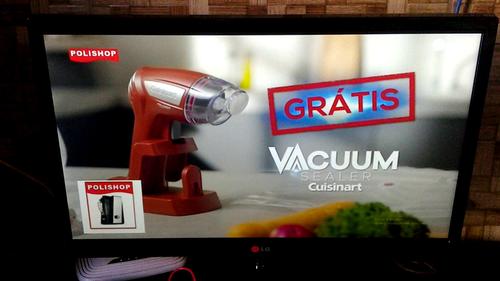 POLISHOP
GRÁTIS
VACUUM
SEALER
Cuisinart
POLISHOP
LG